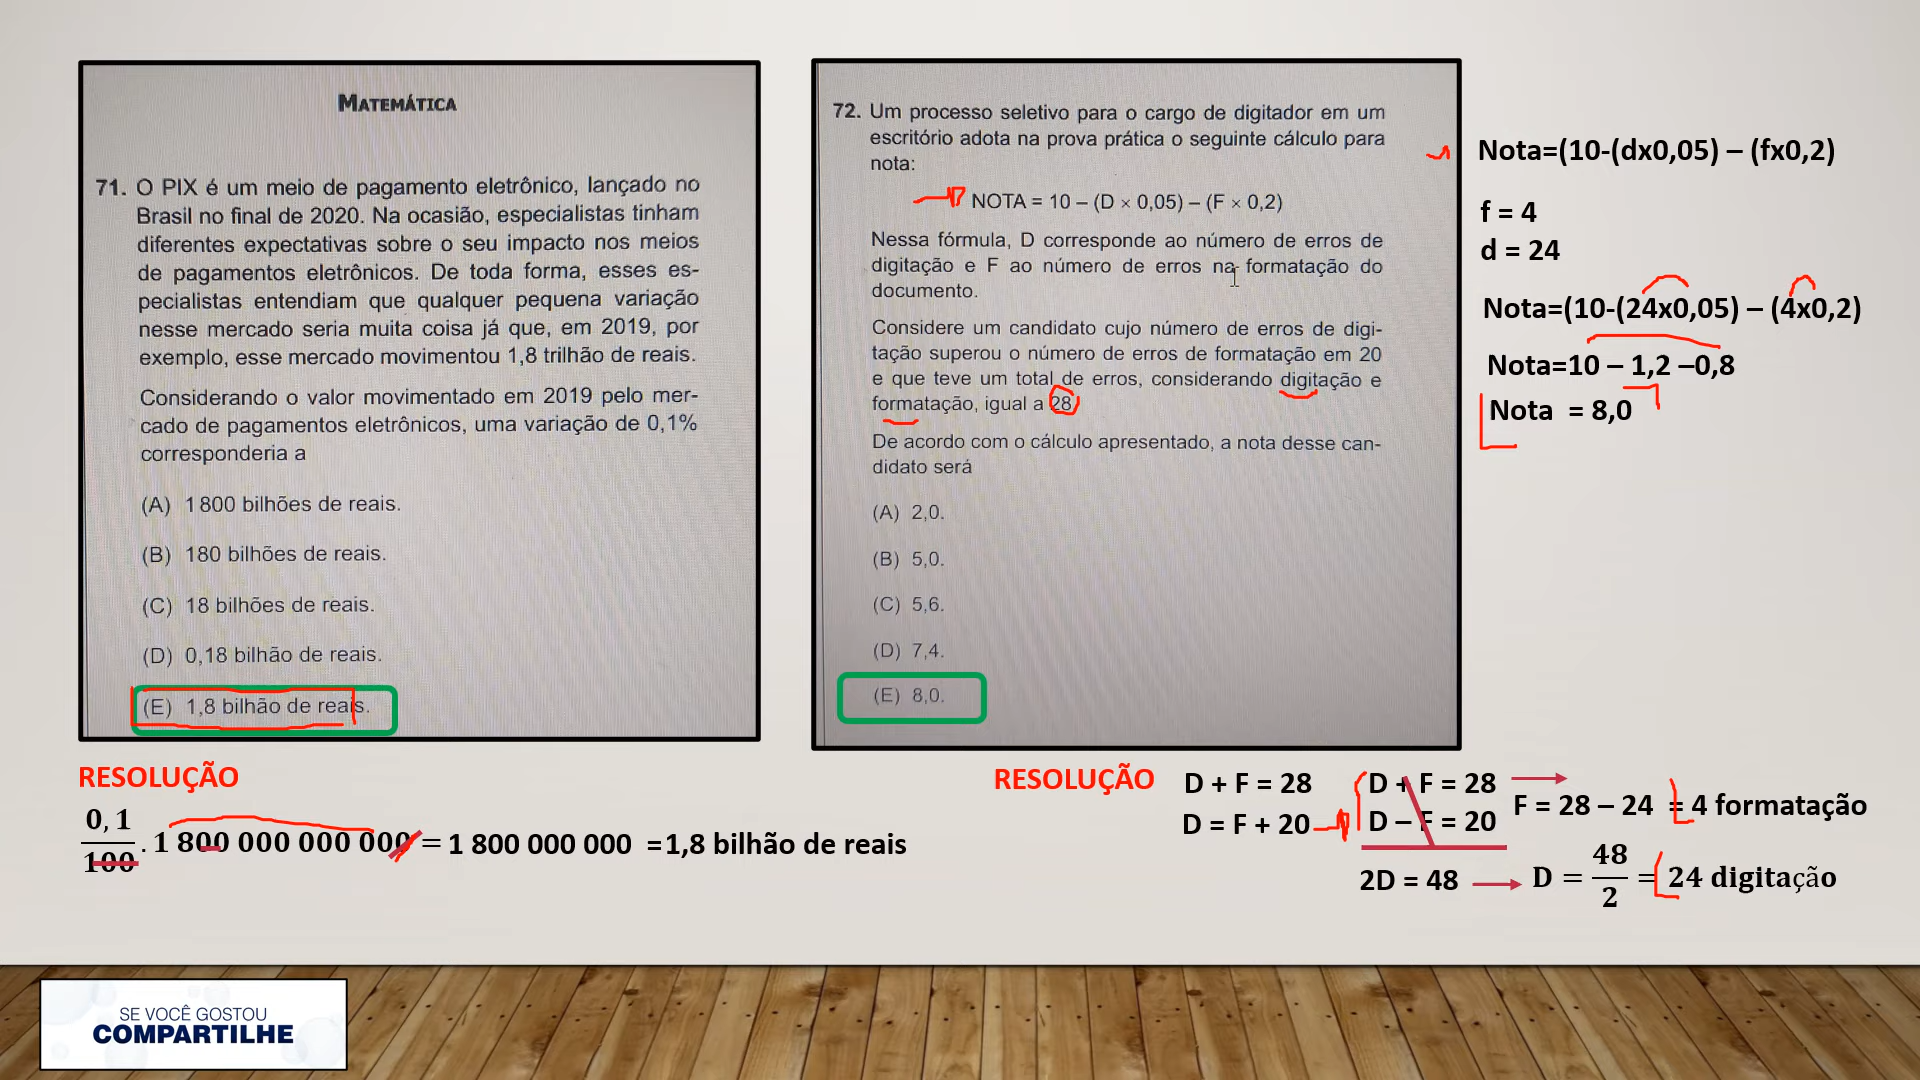 MATEMÁTICA
71. O PIX é um meio de pagamento eletrônico, lançado no
Brasil no final de 2020. Na ocasião, especialistas tinham
diferentes expectativas sobre o seu impacto nos meios
de pagamentos eletrônicos. De toda forma, esses es-
pecialistas entendiam que qualquer pequena variação
nesse mercado seria muita coisa já que, em 2019, por
exemplo, esse mercado movimentou 1,8 trilhão de reais.
Considerando o valor movimentado em 2019 pelo mer-
cado de pagamentos eletrônicos, uma variação de 0,1%
corresponderia a
(A) 1 800 bilhões de reais.
(B) 180 bilhões de reais.
(C) 18 bilhões de reais.
(D) 0,18 bilhão de reais.
(E) 1,8 bilhão de reais.
RESOLUÇÃO
0,1
100 . 1 800 000 000 000 = 1 800 000 000 =1,8 bilhão de reais
72. Um processo seletivo para o cargo de digitador em um
escritório adota na prova prática o seguinte cálculo para
nota:
NOTA = 10 – (D × 0,05) – (F × 0,2)
Nessa fórmula, D corresponde ao número de erros de
digitação e F ao número de erros na formatação do
documento.
Considere um candidato cujo número de erros de digi-
tação superou o número de erros de formatação em 20
e que teve um total de erros, considerando digitação e
formatação, igual a 28.
De acordo com o cálculo apresentado, a nota desse can-
didato será
(A) 2,0.
(B) 5,0.
(C) 5,6.
(D) 7,4.
(E) 8,0.
Nota=(10-(dx0,05) – (fx0,2)
f = 4
d = 24
Nota=(10-(24x0,05) – (4x0,2)
Nota=10 – 1,2 –0,8
Nota = 8,0
RESOLUÇÃO
D + F = 28
D = F + 20
D + F = 28
D – F = 20
2D = 48
F = 28 – 24 = 4 formatação
D = 48
2 = 24 digitação
SE VOCÊ GOSTOU
COMPARTILHE